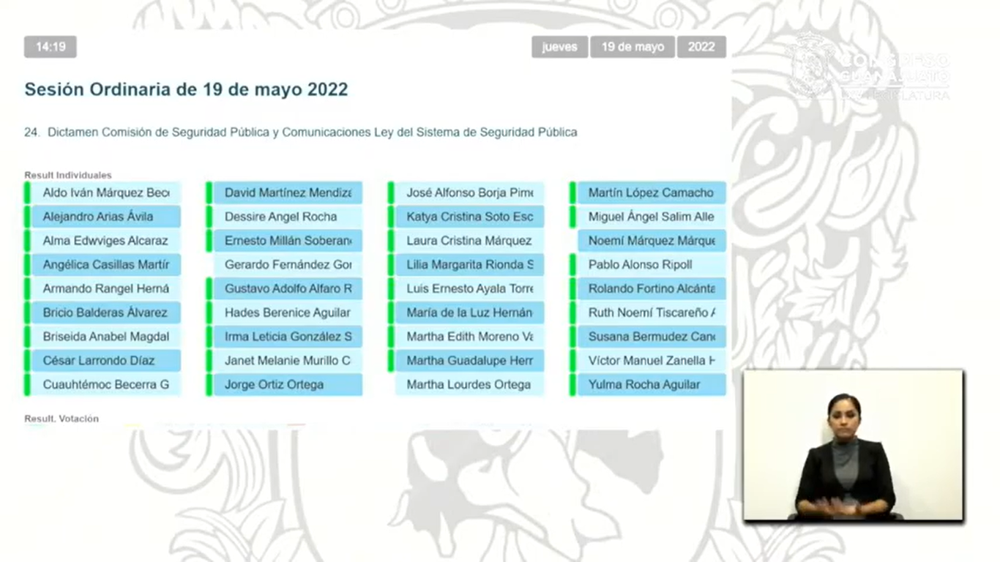 14:19
jueves 19 de mayo 2022
CONGRESO
GUANAJUATO
LXV LEGISLATURA
Sesión Ordinaria de 19 de mayo 2022
24. Dictamen Comisión de Seguridad Pública y Comunicaciones Ley del Sistema de Seguridad Pública
Result Individuales
Aldo Iván Márquez Bec
Alejandro Arias Ávila
Alma Edwviges Alcaraz
Angélica Casillas Martír
Armando Rangel Herná
Bricio Balderas Álvarez
Briseida Anabel Magdal
César Larrondo Díaz
Cuauhtémoc Becerra G
David Martínez Mendiza
Dessire Angel Rocha
Ernesto Millán Soberan
Gerardo Fernández Gor
Gustavo Adolfo Alfaro R
Hades Berenice Aguilar
Irma Leticia González S
Janet Melanie Murillo C
Jorge Ortiz Ortega
José Alfonso Borja Pime
Katya Cristina Soto Esc
Laura Cristina Márquez
Lilia Margarita Rionda S
Luis Ernesto Ayala Torre
María de la Luz Hernán
Martha Edith Moreno Va
Martha Guadalupe Herr
Martha Lourdes Ortega
Martín López Camacho
Miguel Ángel Salim Alle
Noemí Márquez Márque
Pablo Alonso Ripoll
Rolando Fortino Alcánta
Ruth Noemí Tiscareño A
Susana Bermudez Can
Víctor Manuel Zanella H
Yulma Rocha Aguilar
Result. Votación